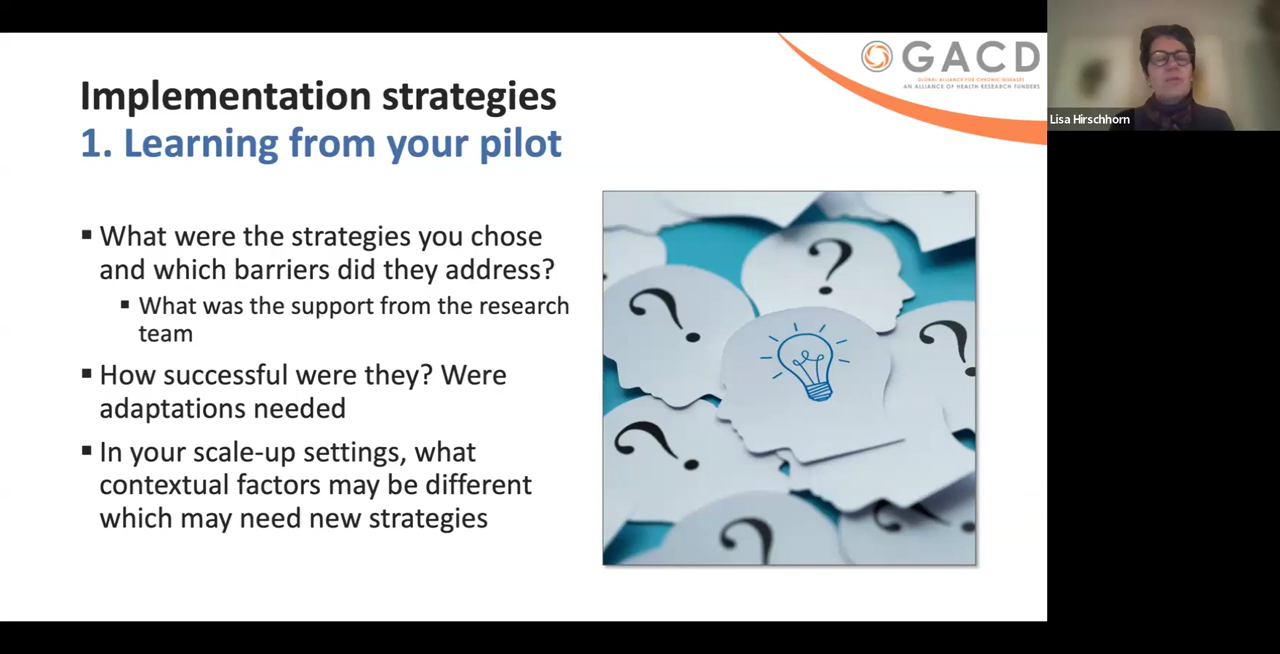 GACD
GLOBAL ALLIANCE FOR CHRONIC DISEASES
AN ALLIANCE OF HEALTH RESEARCH FUNDERS
Lisa Hirschhorn
Implementation strategies
1. Learning from your pilot
▪ What were the strategies you chose
and which barriers did they address?
▪ What was the support from the research
team
▪ How successful were they? Were
adaptations needed
▪ In your scale-up settings, what
contextual factors may be different
which may need new strategies
?
?
?
?
?
?